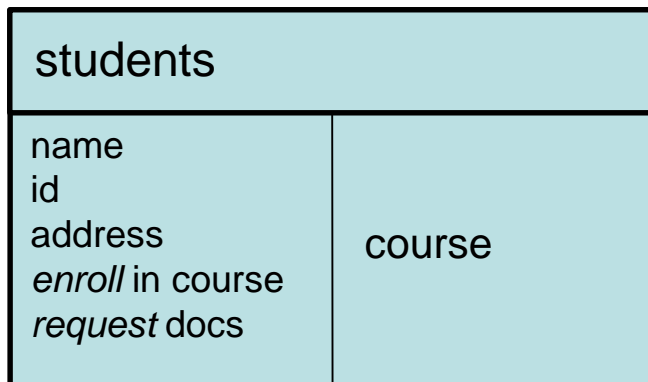 students
name
id
address
enroll in course
request docs
course